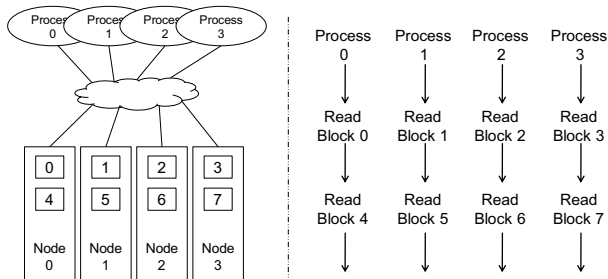 Process 0
Process 1
Process 2
Process 3
0
1
2
3
4
5
6
7
Node 0
Node 1
Node 2
Node 3
Process 0
Process 1
Process 2
Process 3
Read Block 0
Read Block 1
Read Block 2
Read Block 3
Read Block 4
Read Block 5
Read Block 6
Read Block 7